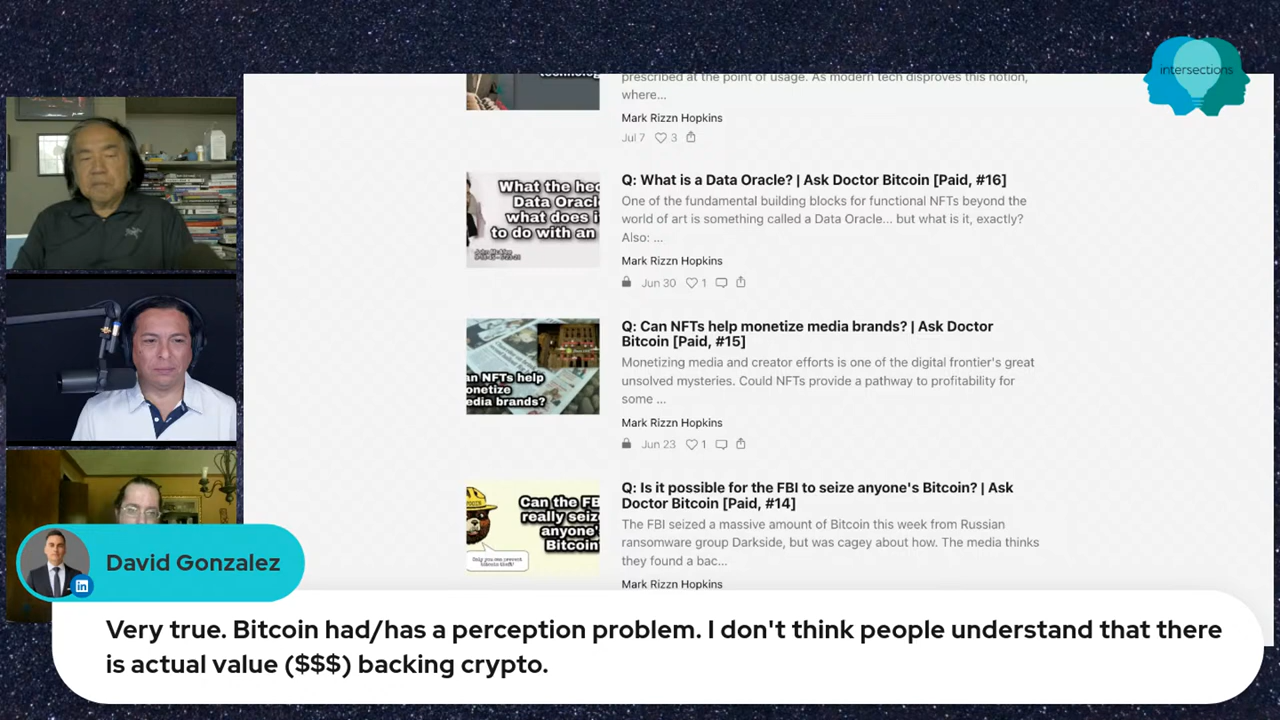 intersections
technolog
prescribed at the point of usage. As modern tech disproves this notion,
where...
Mark Rizzn Hopkins
Jul 7 3
What the hec
Data Oracl
what does i
to do with an
Q: What is a Data Oracle? | Ask Doctor Bitcoin [Paid, #16]
One of the fundamental building blocks for functional NFTs beyond the
world of art is something called a Data Oracle... but what is it, exactly?
Also: ...
Mark Rizzn Hopkins
Jun 30 1
an NFTs help
onetize
edia brands?
Q: Can NFTs help monetize media brands? | Ask Doctor
Bitcoin [Paid, #15]
Monetizing media and creator efforts is one of the digital frontier's great
unsolved mysteries. Could NFTs provide a pathway to profitability for
some ...
Mark Rizzn Hopkins
Jun 23 1
Can the FB
really seiz
anyone'
Bitcoin
Q: Is it possible for the FBI to seize anyone's Bitcoin? | Ask
Doctor Bitcoin [Paid, #14]
The FBI seized a massive amount of Bitcoin this week from Russian
ransomware group Darkside, but was cagey about how. The media thinks
they found a bac...
Mark Rizzn Hopkins
in
David Gonzalez
Very true. Bitcoin had/has a perception problem. I don't think people understand that there
is actual value ($$$) backing crypto.